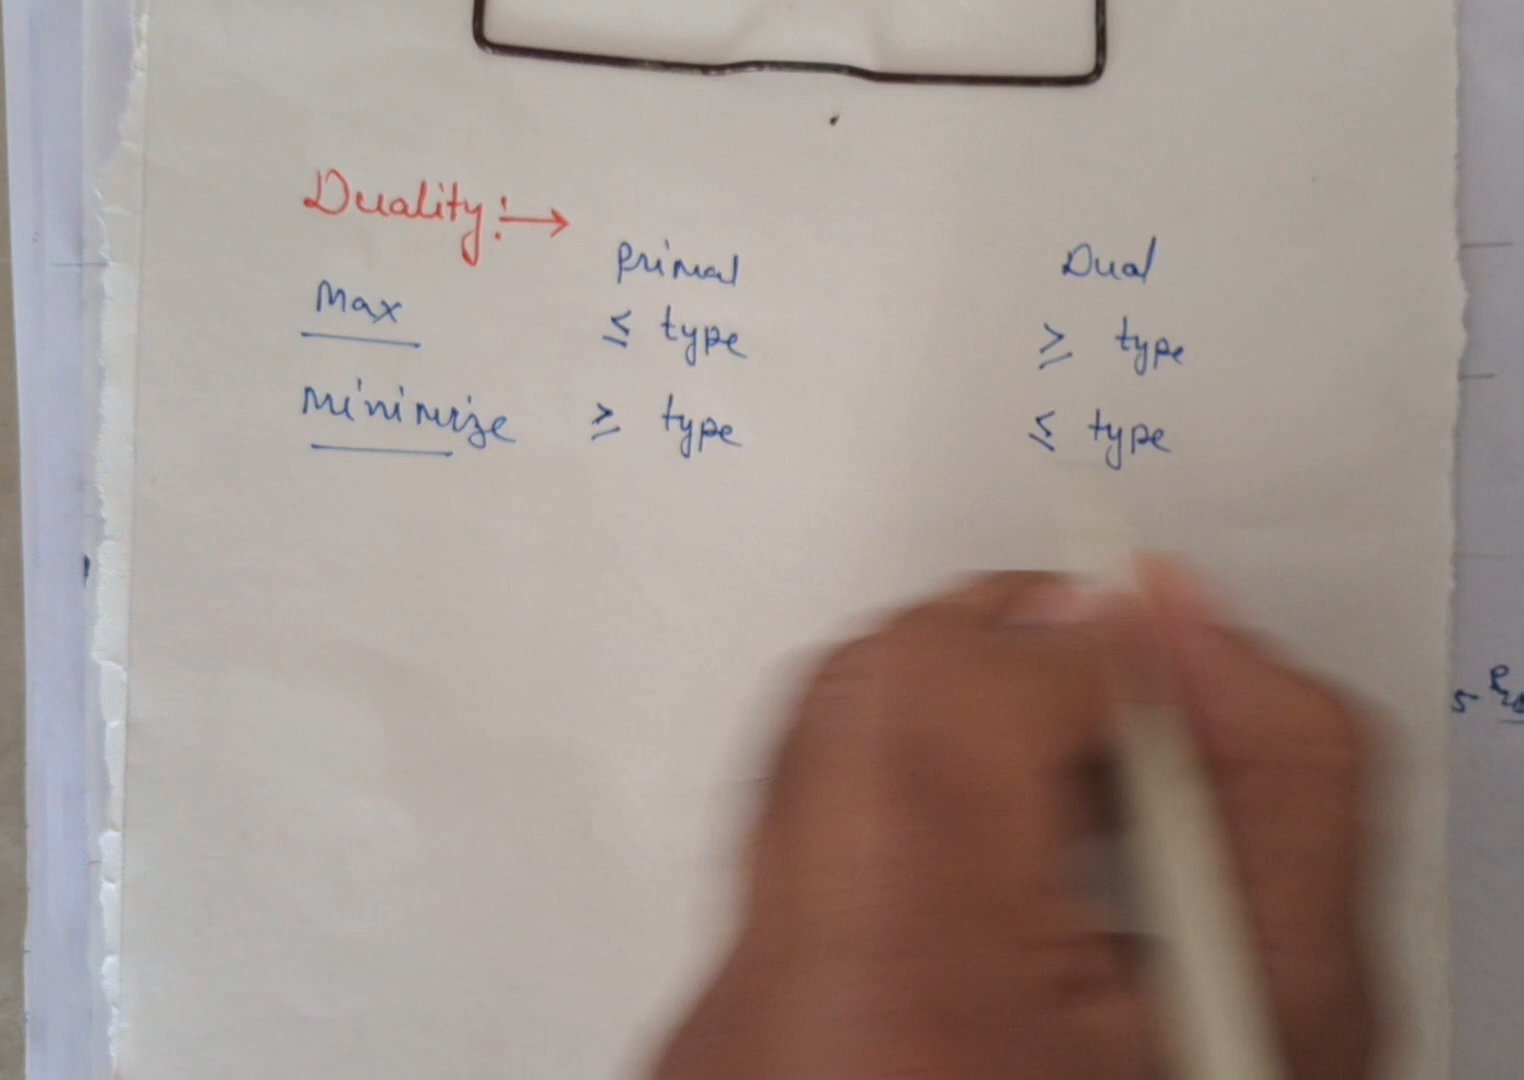 Duality:→
Primal Dual
Max ≤ type ≥ type
Minimize ≥ type ≤ type